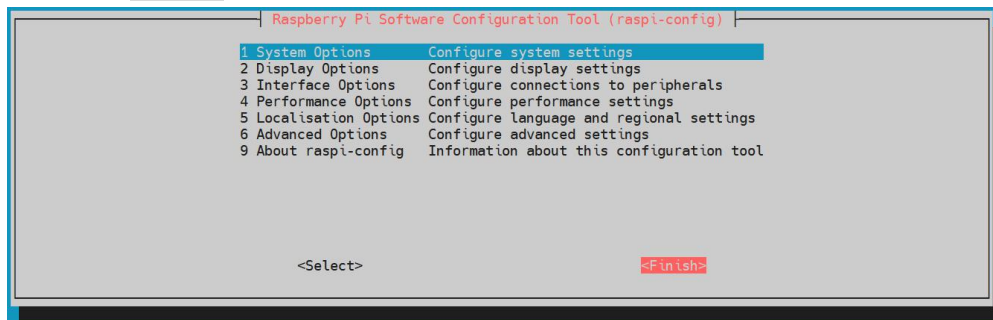 Raspberry Pi Software Configuration Tool (raspi-config)
1 System Options Configure system settings
2 Display Options Configure display settings
3 Interface Options Configure connections to peripherals
4 Performance Options Configure performance settings
5 Localisation Options Configure language and regional settings
6 Advanced Options Configure advanced settings
9 About raspi-config Information about this configuration tool
<Select> <Finish>